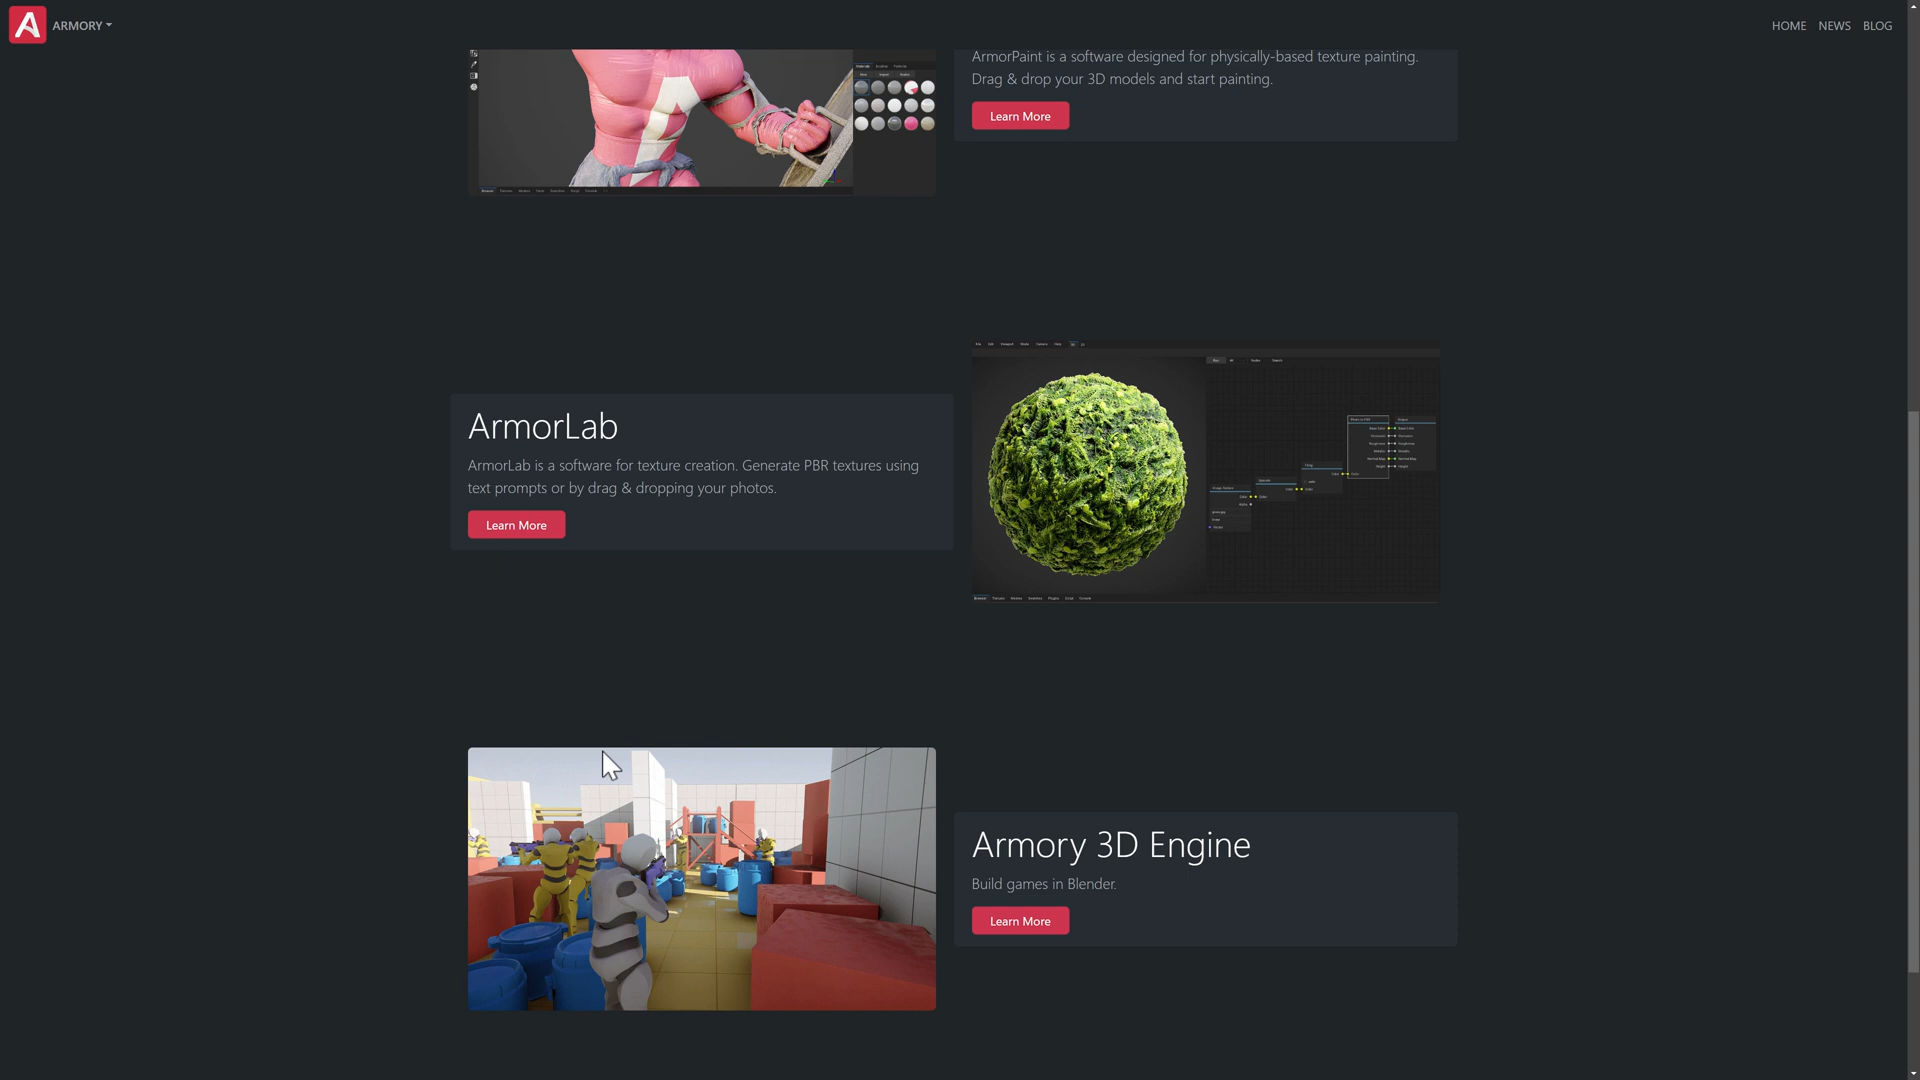 ARMORY
HOME
NEWS
BLOG
ArmorPaint is a software designed for physically-based texture painting.
Drag & drop your 3D models and start painting.
Learn More
ArmorLab
ArmorLab is a software for texture creation. Generate PBR textures using
text prompts or by drag & dropping your photos.
Learn More
Armory 3D Engine
Build games in Blender.
Learn More